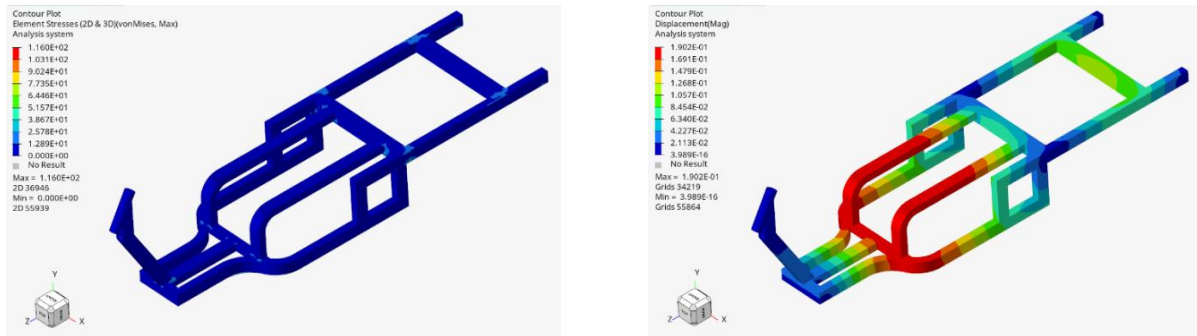 Contour Plot
Element Stresses (2D & 3D)(vonMises, Max)
Analysis system
1.160E+02
1.031E+02
9.024E+01
7.735E+01
6.446E+01
5.157E+01
3.867E+01
2.578E+01
1.289E+01
0.000E+00
No Result
Max = 1.160E+02
2D 36946
Min = 0.000E+00
2D 55939
Y
Z
X
Contour Plot
Displacement(Mag)
Analysis system
1.902E-01
1.691E-01
1.479E-01
1.268E-01
1.057E-01
8.454E-02
6.340E-02
4.227E-02
2.113E-02
3.989E-16
No Result
Max = 1.902E-01
Grids 34219
Min = 3.989E-16
Grids 55864
Y
Z
X